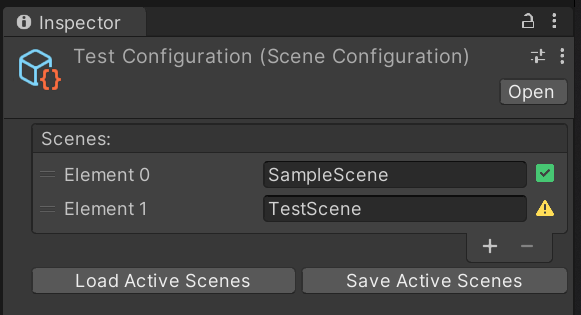 Inspector
Test Configuration (Scene Configuration)
Open
Scenes:
Element 0 SampleScene
Element 1 TestScene
Load Active Scenes Save Active Scenes